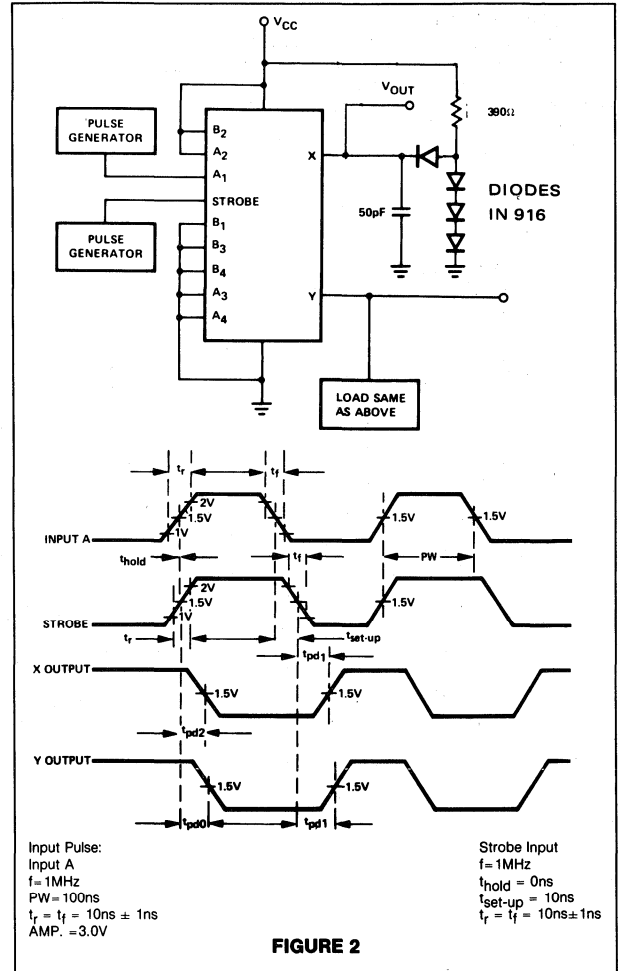 VCC
VOUT
390Ω
PULSE
GENERATOR
B2
A2
A1
STROBE
B1
B3
B4
A3
A4
X
Y
50pF
DIODES
IN 916
PULSE
GENERATOR
LOAD SAME
AS ABOVE
tr
tf
2V
1.5V
1V
INPUT A
1.5V
1.5V
PW
thold
tf
2V
1.5V
1V
STROBE
1.5V
tr
tset-up
tpd1
X OUTPUT
1.5V
1.5V
tpd2
Y OUTPUT
1.5V
1.5V
tpd0
tpd1
Input Pulse:
Input A
f=1MHz
PW=100ns
tr = tf = 10ns ± 1ns
AMP. =3.0V
Strobe Input
f=1MHz
thold = 0ns
tset-up = 10ns
tr = tf = 10ns±1ns
FIGURE 2